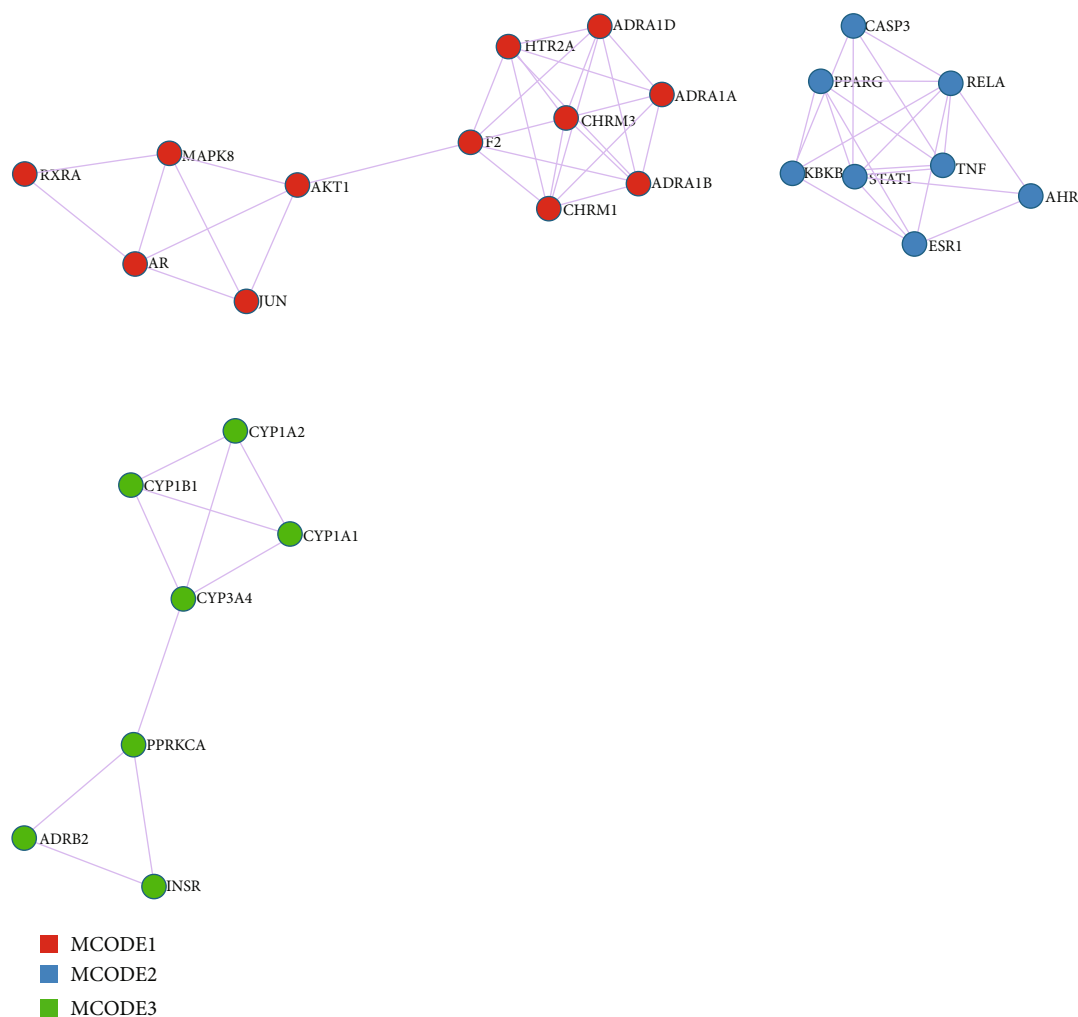 ADRA1D
HTR2A
ADRA1A
CHRM3
F2
ADRA1B
CHRM1
MAPK8
RXRA
AKT1
AR
JUN
CASP3
PPARG
RELA
KBKB
STAT1
TNF
AHR
ESR1
CYP1A2
CYP1B1
CYP1A1
CYP3A4
PPRKCA
ADRB2
INSR
MCODE1
MCODE2
MCODE3